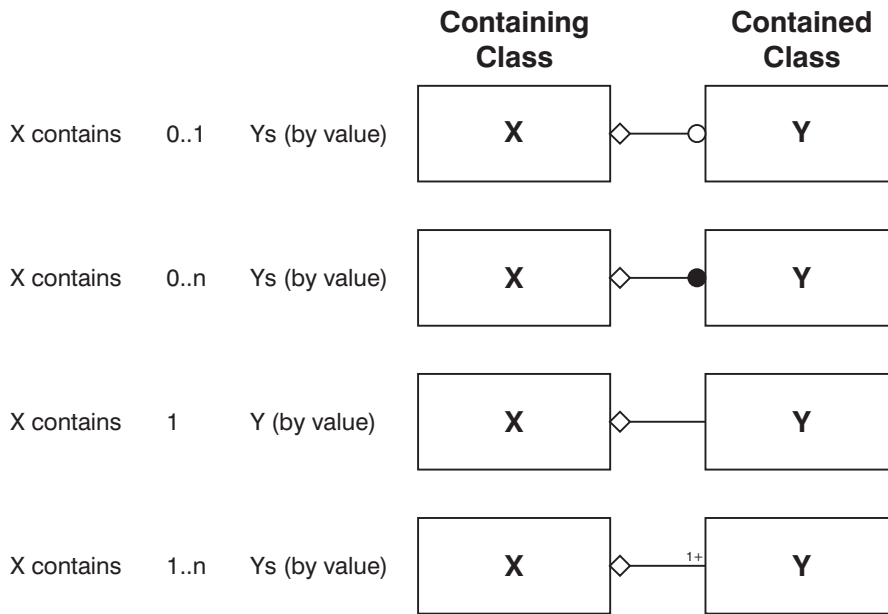 Containing Contained
Class Class
X contains 0..1 Ys (by value) X Y
X contains 0..n Ys (by value) X Y
X contains 1 Y (by value) X Y
X contains 1..n Ys (by value) X 1+ Y